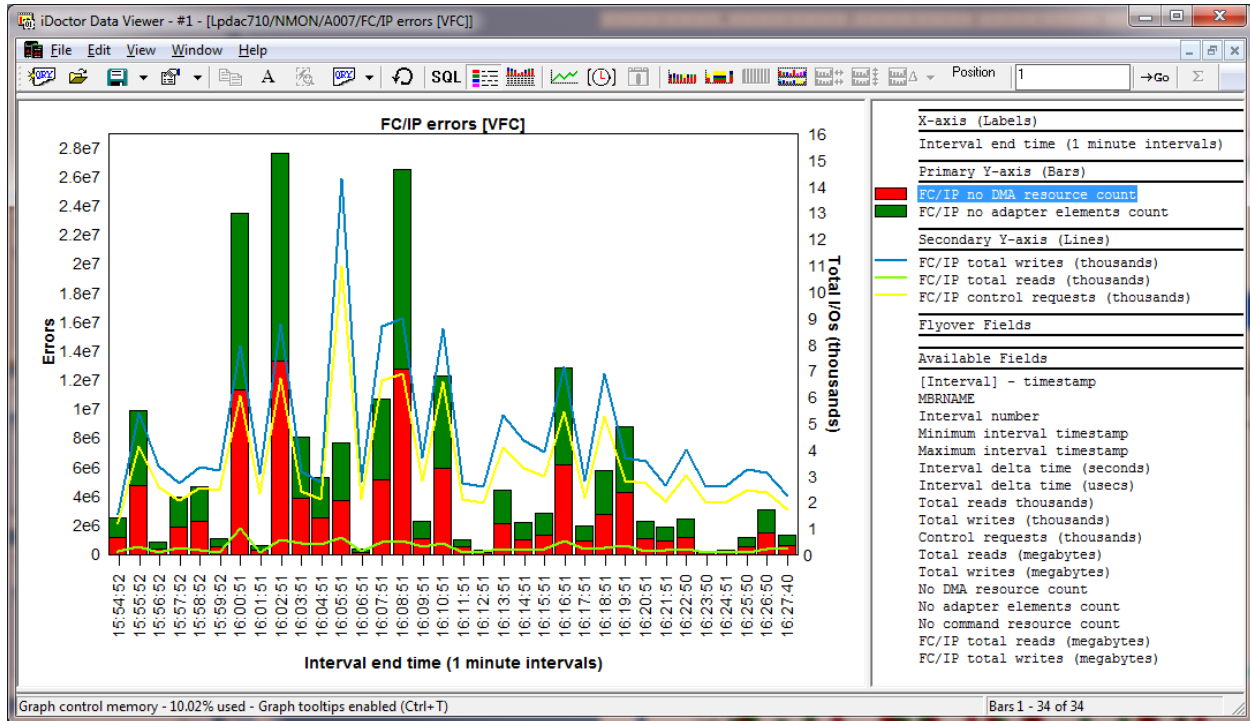 iDoctor Data Viewer - #1 - [Lpdac710/NMON/A007/FC/IP errors [VFC]]
File Edit View Window Help
QRY A QRY SQL Position 1 →Go Σ
FC/IP errors [VFC]
2.8e7
2.6e7
2.4e7
2.2e7
2e7
1.8e7
1.6e7
1.4e7
1.2e7
1e7
8e6
6e6
4e6
2e6
0
Errors
16
15
14
13
12
11
10
9
8
7
6
5
4
3
2
1
0
Total I/Os (thousands)
15:54:52
15:55:52
15:56:52
15:57:52
15:58:52
15:59:52
16:00:51
16:01:51
16:02:51
16:03:51
16:04:51
16:05:51
16:06:51
16:07:51
16:08:51
16:09:51
16:10:51
16:11:51
16:12:51
16:13:51
16:14:51
16:15:51
16:16:51
16:17:51
16:18:51
16:19:51
16:20:51
16:21:51
16:22:50
16:23:50
16:24:51
16:25:50
16:26:50
16:27:40
Interval end time (1 minute intervals)
X-axis (Labels)
Interval end time (1 minute intervals)
Primary Y-axis (Bars)
FC/IP no DMA resource count
FC/IP no adapter elements count
Secondary Y-axis (Lines)
FC/IP total writes (thousands)
FC/IP total reads (thousands)
FC/IP control requests (thousands)
Flyover Fields
Available Fields
[Interval] - timestamp
MBRNAME
Interval number
Minimum interval timestamp
Maximum interval timestamp
Interval delta time (seconds)
Interval delta time (usecs)
Total reads thousands)
Total writes (thousands)
Control requests (thousands)
Total reads (megabytes)
Total writes (megabytes)
No DMA resource count
No adapter elements count
No command resource count
FC/IP total reads (megabytes)
FC/IP total writes (megabytes)
Graph control memory - 10.02% used - Graph tooltips enabled (Ctrl+T)
Bars 1 - 34 of 34